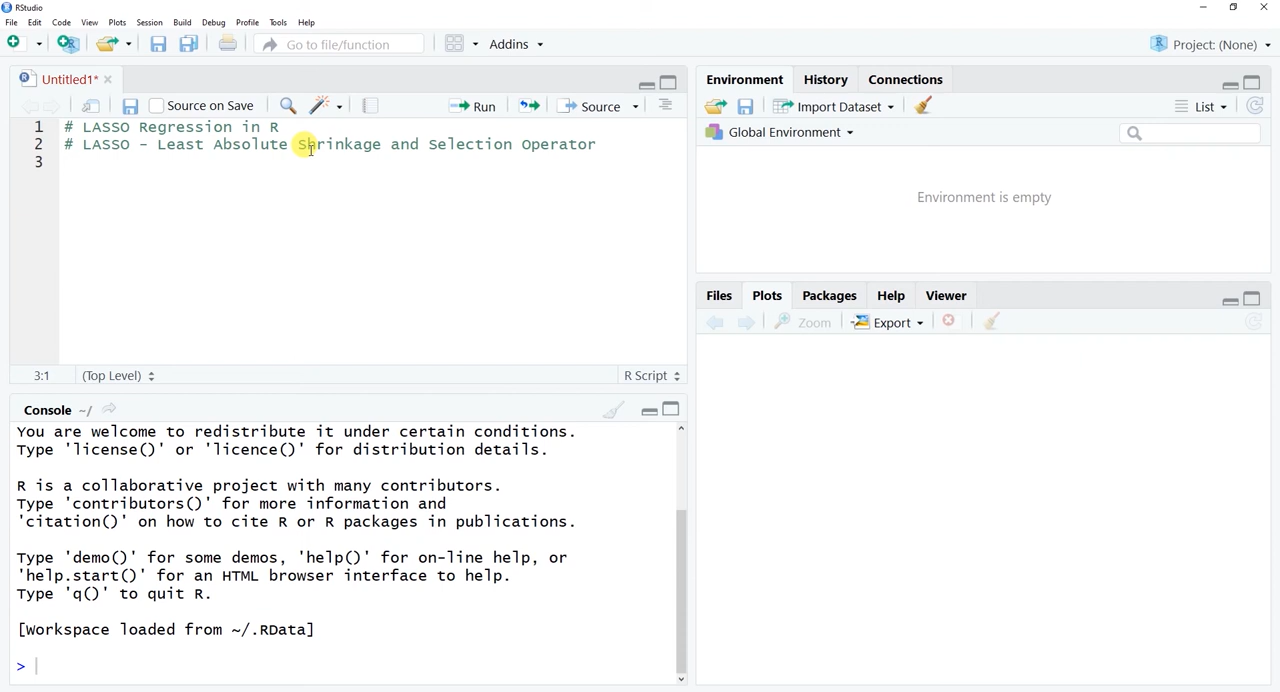 RStudio
File Edit Code View Plots Session Build Debug Profile Tools Help
Go to file/function Addins Project: (None)
Untitled1*
Source on Save Run Source
1 # LASSO Regression in R
2 # LASSO - Least Absolute Shrinkage and Selection Operator
3
3:1 (Top Level) R Script
Console ~/
You are welcome to redistribute it under certain conditions.
Type 'license()' or 'licence()' for distribution details.
R is a collaborative project with many contributors.
Type 'contributors()' for more information and
'citation()' on how to cite R or R packages in publications.
Type 'demo()' for some demos, 'help()' for on-line help, or
'help.start()' for an HTML browser interface to help.
Type 'q()' to quit R.
[Workspace loaded from ~/.RData]
>
Environment History Connections
Import Dataset List
Global Environment
Environment is empty
Files Plots Packages Help Viewer
Zoom Export